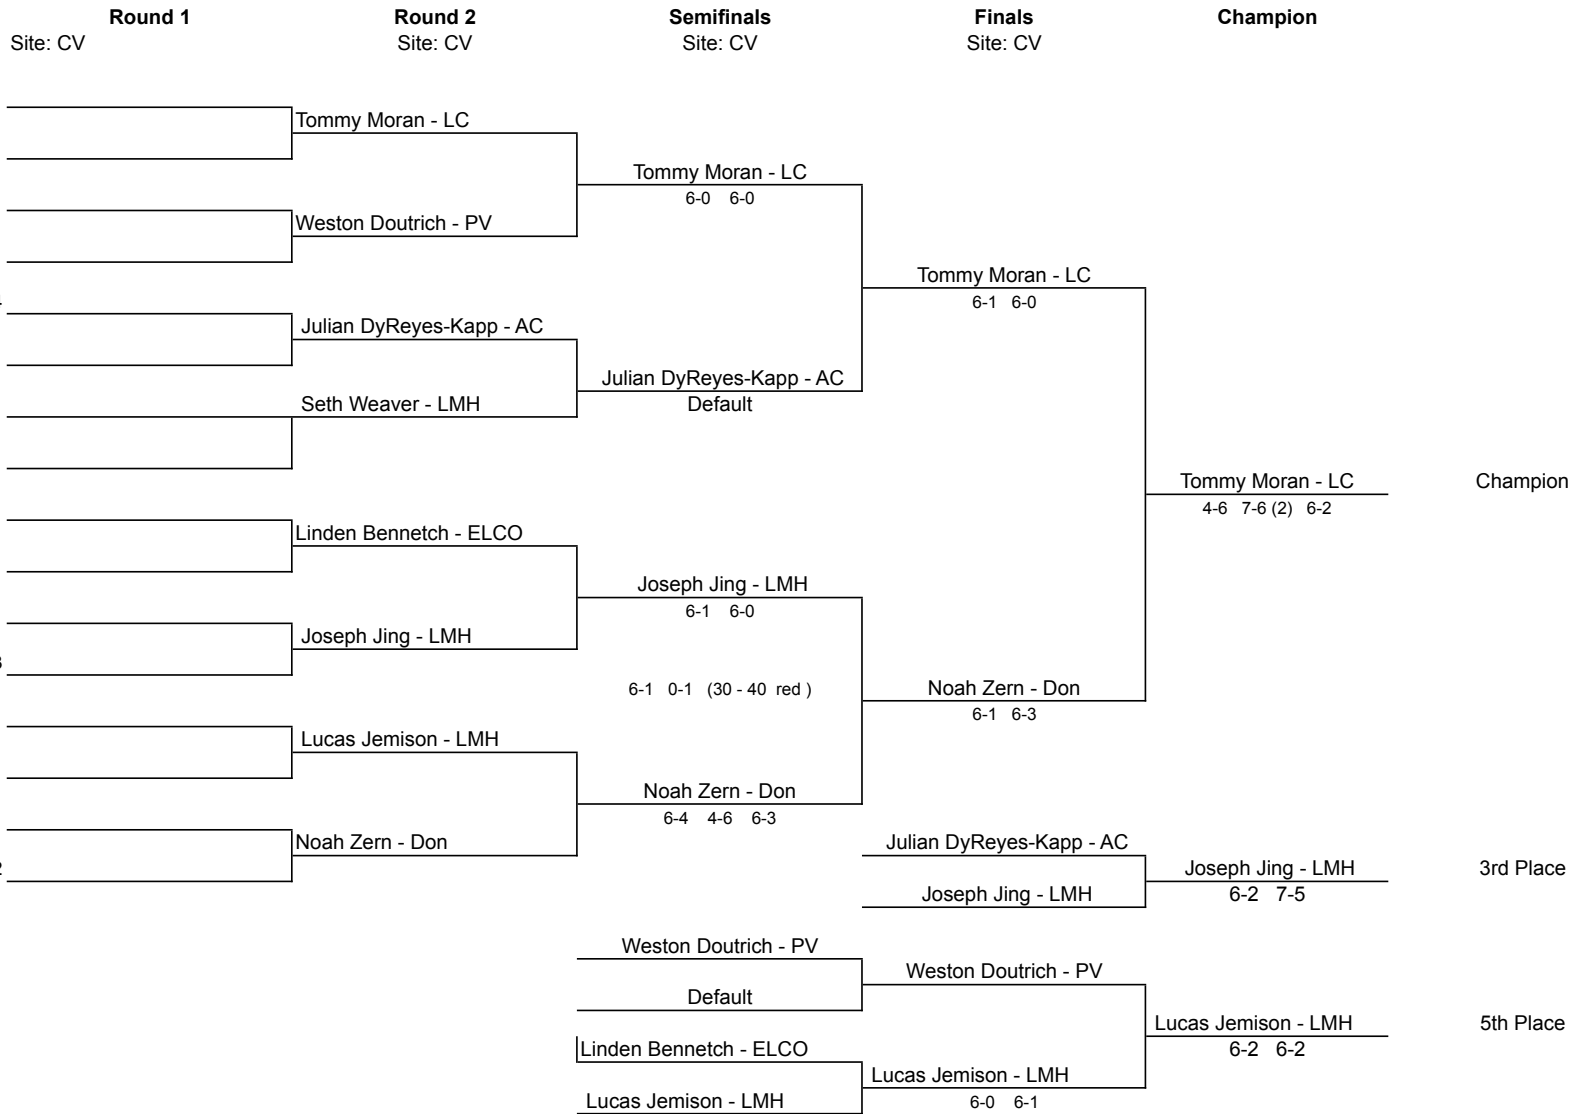 Round 1 Round 2 Semifinals Finals Champion
Site: CV Site: CV Site: CV Site: CV
Tommy Moran - LC
Tommy Moran - LC
6-0 6-0
Weston Doutrich - PV
Tommy Moran - LC
6-1 6-0
Julian DyReyes-Kapp - AC
Julian DyReyes-Kapp - AC
Default
Seth Weaver - LMH
Tommy Moran - LC Champion
4-6 7-6 (2) 6-2
Linden Bennetch - ELCO
Joseph Jing - LMH
6-1 6-0
Joseph Jing - LMH
6-1 0-1 (30 - 40 red )
Noah Zern - Don
6-1 6-3
Lucas Jemison - LMH
Noah Zern - Don
6-4 4-6 6-3
Noah Zern - Don
Julian DyReyes-Kapp - AC
Joseph Jing - LMH 3rd Place
6-2 7-5
Joseph Jing - LMH
Weston Doutrich - PV
Weston Doutrich - PV
Default
Lucas Jemison - LMH 5th Place
6-2 6-2
Linden Bennetch - ELCO
Lucas Jemison - LMH
6-0 6-1
Lucas Jemison - LMH